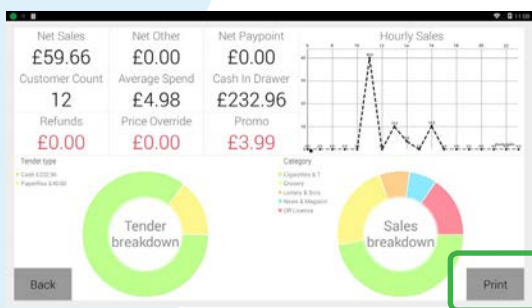 11:08
Net Sales Net Other Net Paypoint
£59.66 £0.00 £0.00
Customer Count Average Spend Cash In Drawer
12 £4.98 £232.96
Refunds Price Override Promo
£0.00 £0.00 £3.99
Hourly Sales
Tender type
Cash £232.96
Tender breakdown
Category
Cigarettes & T
Grocery
Lottery & Scra
News & Magazin
Off Licence
Sales breakdown
Back
Print